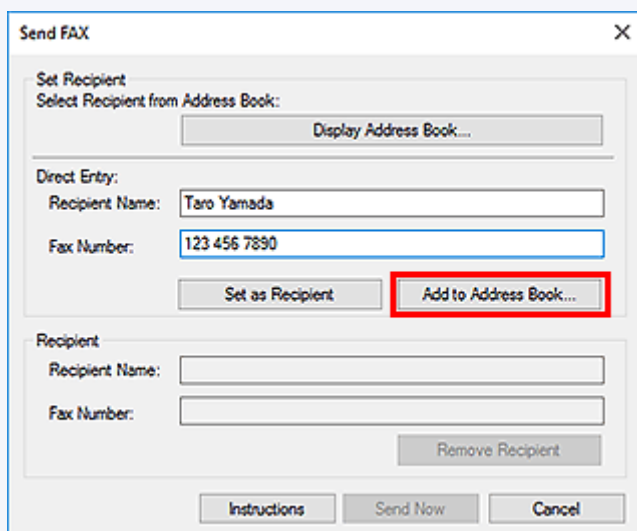 Send FAX
Set Recipient
Select Recipient from Address Book:
Display Address Book...
Direct Entry:
Recipient Name: Taro Yamada
Fax Number: 123 456 7890
Set as Recipient Add to Address Book...
Recipient
Recipient Name:
Fax Number:
Remove Recipient
Instructions Send Now Cancel